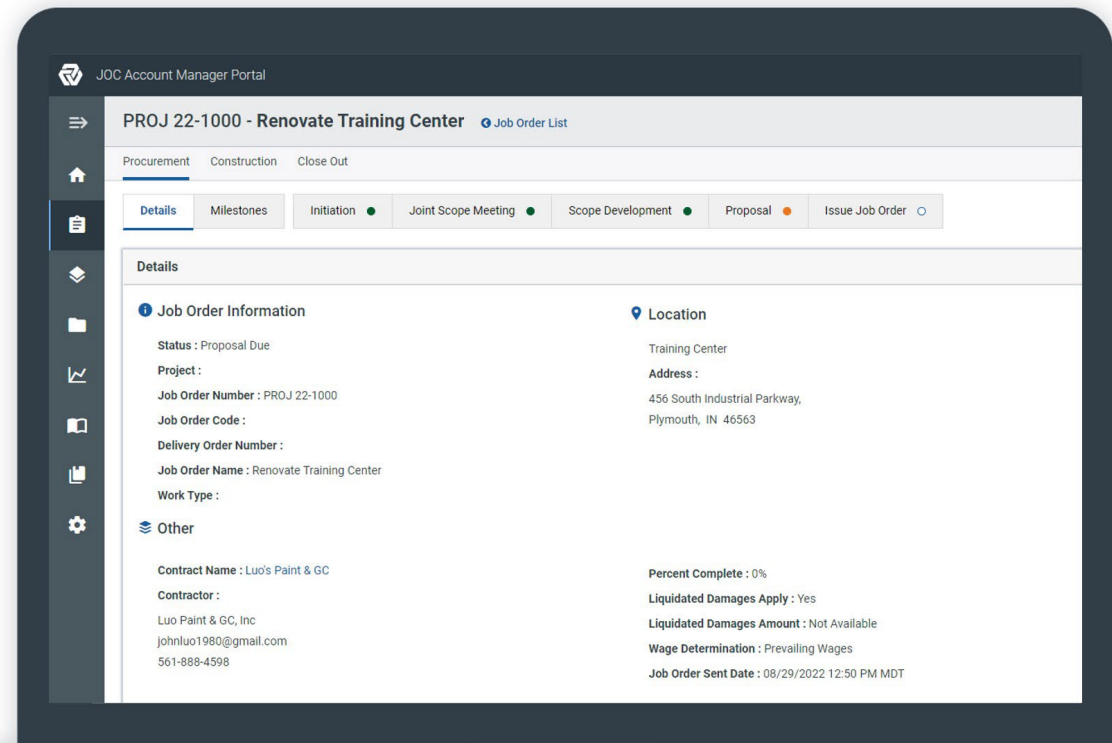 JOC Account Manager Portal
PROJ 22-1000 - Renovate Training Center Job Order List
Procurement Construction Close Out
Details Milestones Initiation Joint Scope Meeting Scope Development Proposal Issue Job Order
Details
Job Order Information
Status : Proposal Due
Project :
Job Order Number : PROJ 22-1000
Job Order Code :
Delivery Order Number :
Job Order Name : Renovate Training Center
Work Type :
Location
Training Center
Address :
456 South Industrial Parkway,
Plymouth, IN 46563
Other
Contract Name : Luo's Paint & GC
Contractor :
Luo Paint & GC, Inc
johnluo1980@gmail.com
561-888-4598
Percent Complete : 0%
Liquidated Damages Apply : Yes
Liquidated Damages Amount : Not Available
Wage Determination : Prevailing Wages
Job Order Sent Date : 08/29/2022 12:50 PM MDT